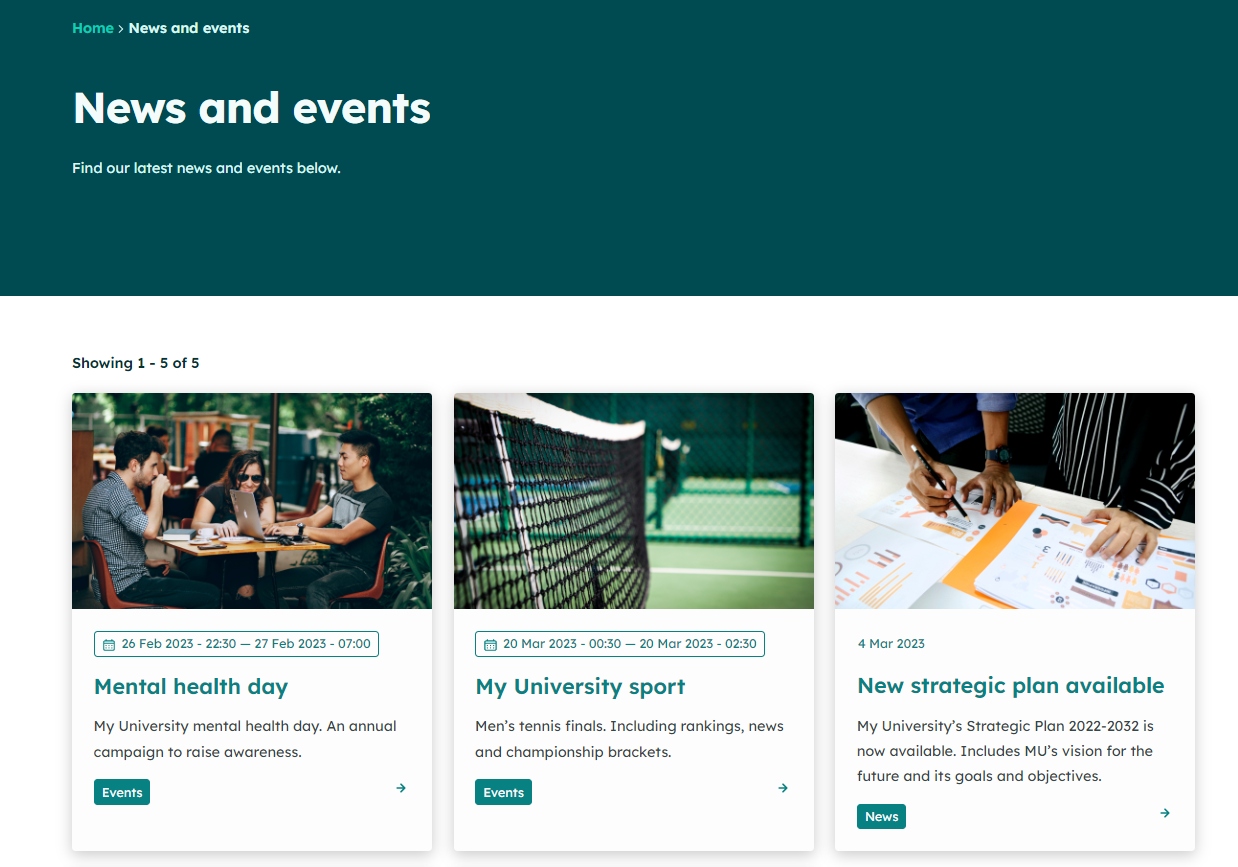 Home > News and events
News and events
Find our latest news and events below.
Showing 1 - 5 of 5
26 Feb 2023 - 22:30 — 27 Feb 2023 - 07:00
Mental health day
My University mental health day. An annual
campaign to raise awareness.
Events
20 Mar 2023 - 00:30 — 20 Mar 2023 - 02:30
My University sport
Men’s tennis finals. Including rankings, news
and championship brackets.
Events
4 Mar 2023
New strategic plan available
My University’s Strategic Plan 2022-2032 is
now available. Includes MU’s vision for the
future and its goals and objectives.
News